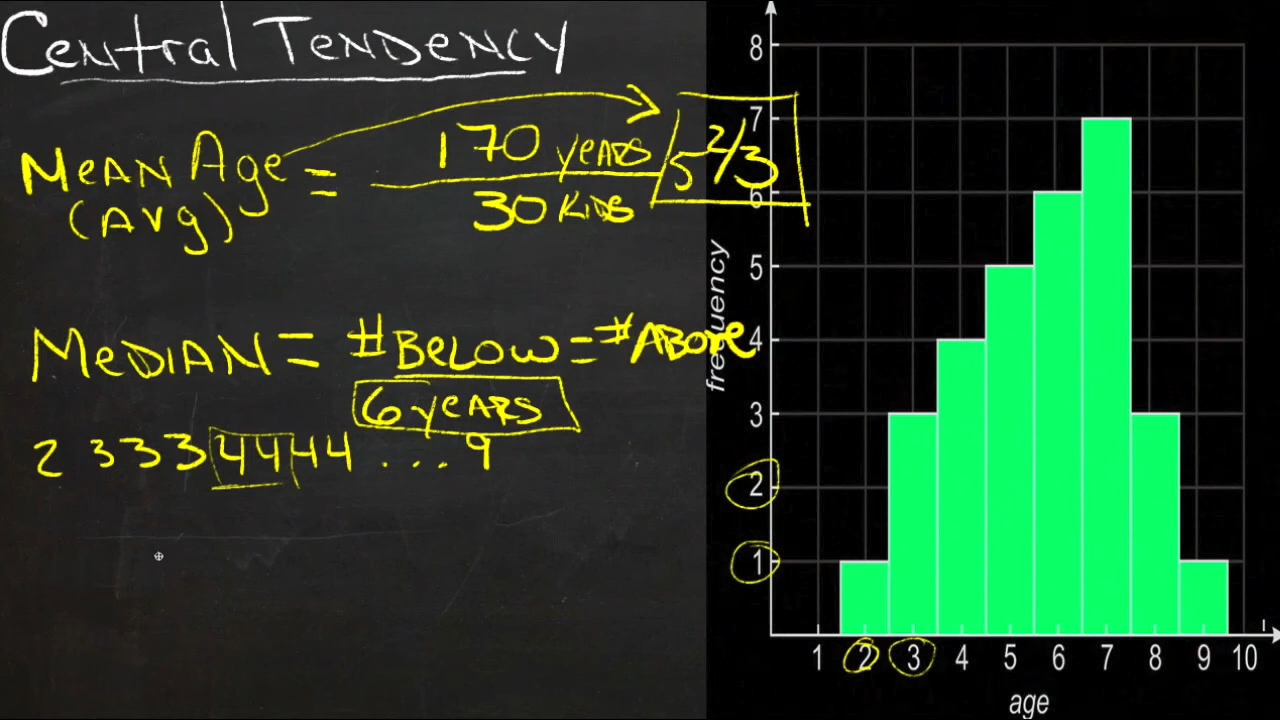 Central Tendency
Mean Age (Avg) = 170 years / 30 kids
5 2/3
Median = # Below = # Above
6 years
2 3 3 3 4 4 4 4 ... 9
8
7
6
5
4
3
2
1
frequency
1 2 3 4 5 6 7 8 9 10
age